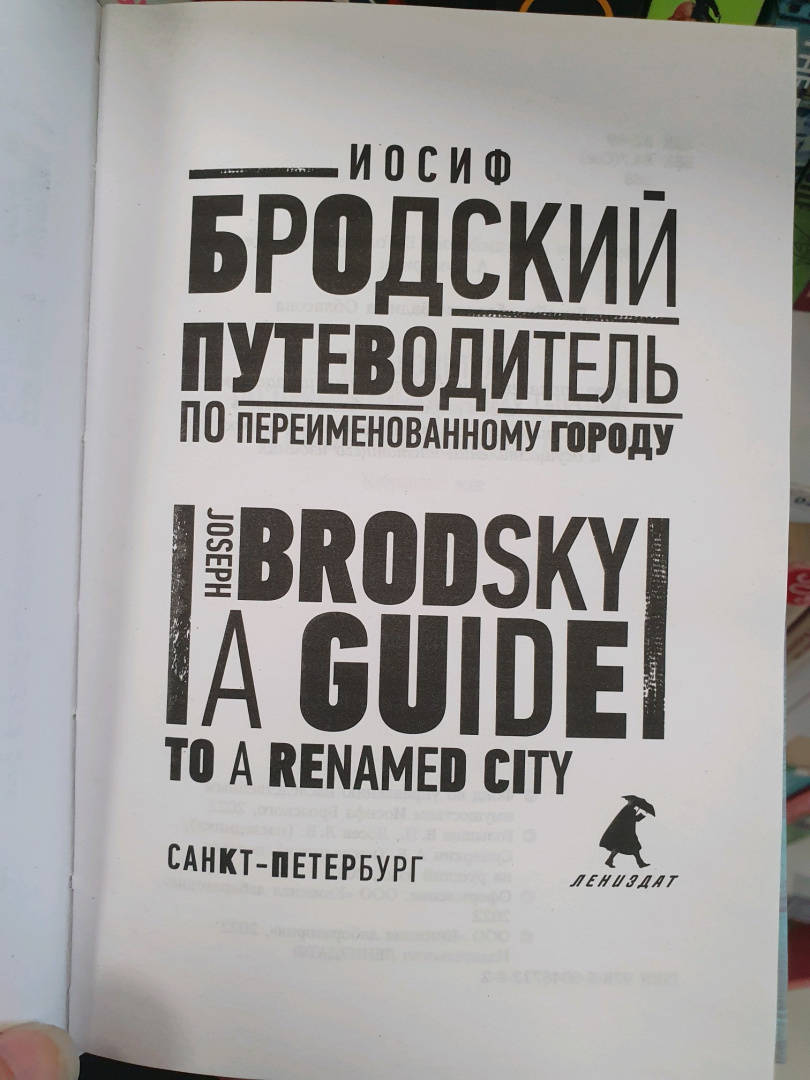 ИОСИФ
БРОДСКИЙ
ПУТЕВОДИТЕЛЬ
ПО ПЕРЕИМЕНОВАННОМУ ГОРОДУ
JOSEPH
BRODSKY
A GUIDE
TO A RENAMED CITY
САНКТ-ПЕТЕРБУРГ
ЛЕНИЗДАТ